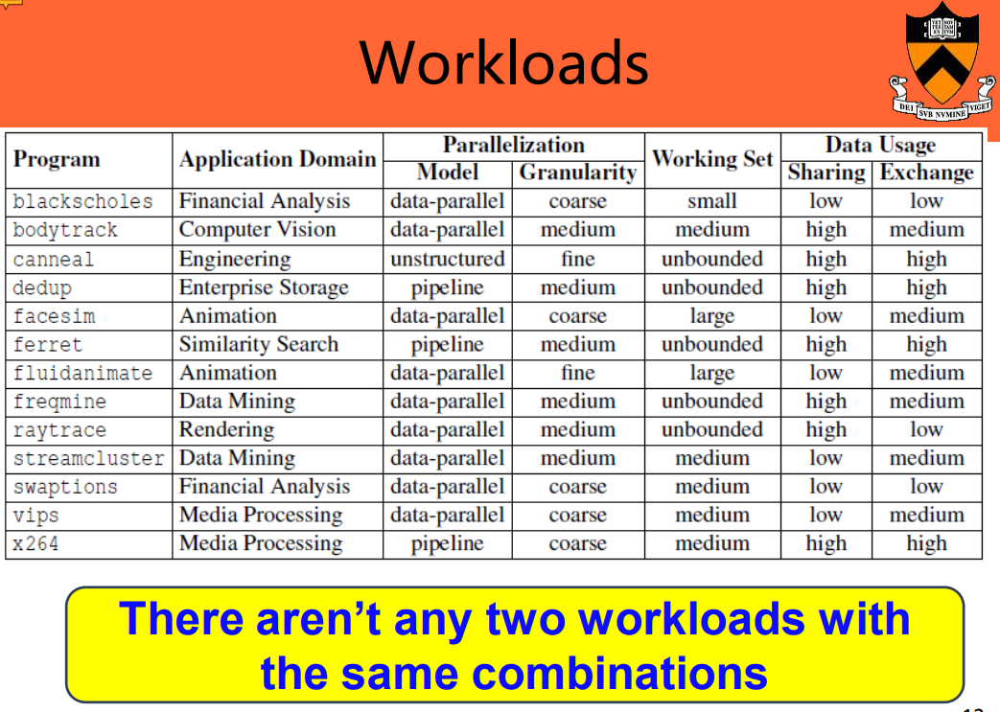 Workloads
VET NOV
TES TAM
EN TVM
DEI SVB NVMINE VIGET
Program Application Domain Parallelization Working Set Data Usage
Model Granularity Sharing Exchange
blackscholes Financial Analysis data-parallel coarse small low low
bodytrack Computer Vision data-parallel medium medium high medium
canneal Engineering unstructured fine unbounded high high
dedup Enterprise Storage pipeline medium unbounded high high
facesim Animation data-parallel coarse large low medium
ferret Similarity Search pipeline medium unbounded high high
fluidanimate Animation data-parallel fine large low medium
freqmine Data Mining data-parallel medium unbounded high medium
raytrace Rendering data-parallel medium unbounded high low
streamcluster Data Mining data-parallel medium medium low medium
swaptions Financial Analysis data-parallel coarse medium low low
vips Media Processing data-parallel coarse medium low medium
x264 Media Processing pipeline coarse medium high high
There aren’t any two workloads with
the same combinations